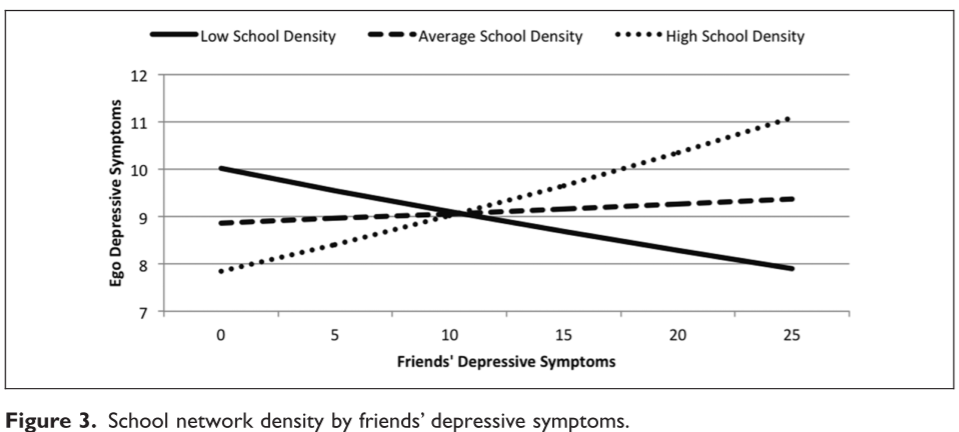 Low School Density Average School Density High School Density
12
11
10
9
8
7
Ego Depressive Symptoms
0 5 10 15 20 25
Friends' Depressive Symptoms
Figure 3. School network density by friends’ depressive symptoms.